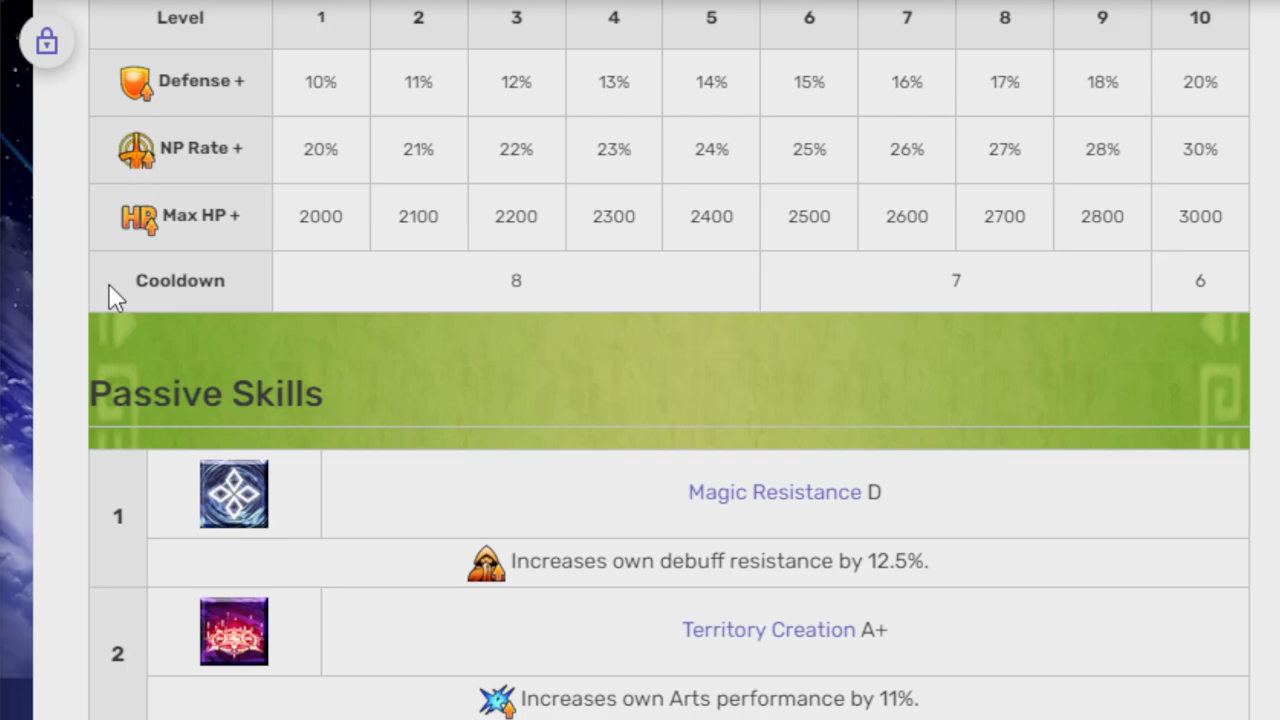 Level 1 2 3 4 5 6 7 8 9 10
Defense + 10% 11% 12% 13% 14% 15% 16% 17% 18% 20%
NP Rate + 20% 21% 22% 23% 24% 25% 26% 27% 28% 30%
HP Max HP + 2000 2100 2200 2300 2400 2500 2600 2700 2800 3000
Cooldown 8 7 6
Passive Skills
1 Magic Resistance D
Increases own debuff resistance by 12.5%.
2 Territory Creation A+
Increases own Arts performance by 11%.